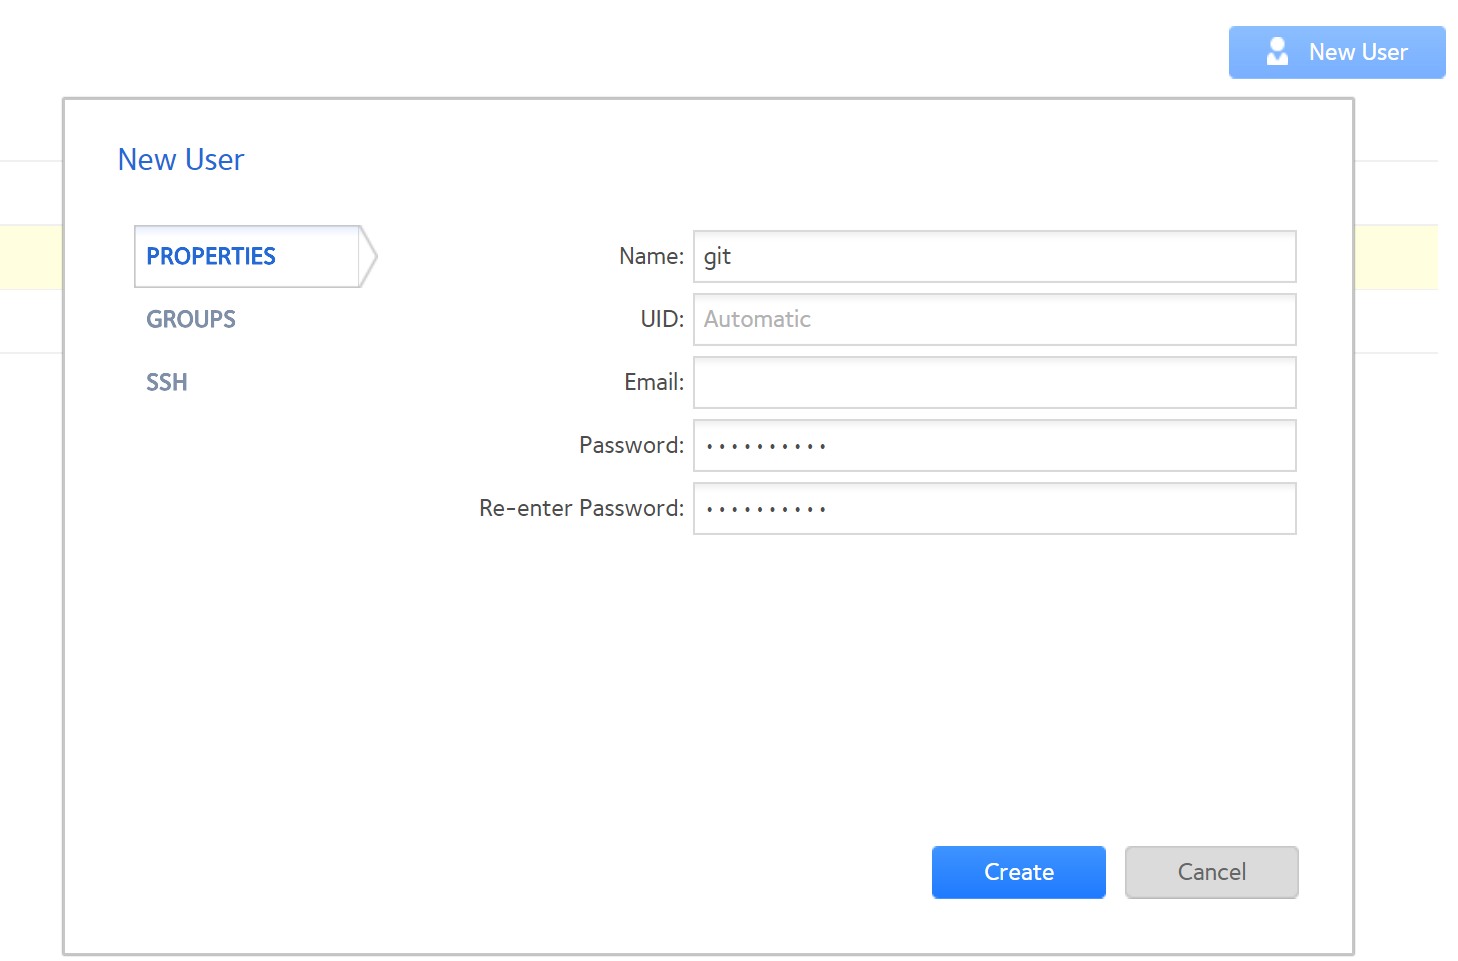 New User
New User
PROPERTIES
GROUPS
SSH
Name: git
UID: Automatic
Email:
Password: ••••••••••
Re-enter Password: ••••••••••
Create
Cancel